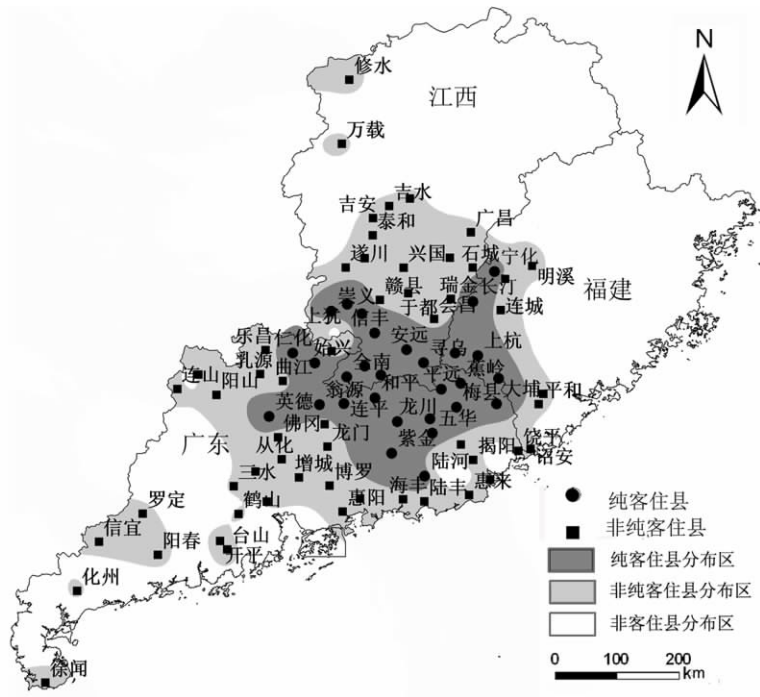 N
修水
江西
万载
吉水
吉安
泰和
广昌
遂川
兴国
石城
宁化
明溪
福建
赣县
瑞金
长汀
于都
会昌
连城
崇义
上犹
信丰
安远
寻乌
上杭
乐昌
仁化
始兴
全南
蕉岭
乳源
曲江
连山
阳山
和平
平远
梅县
大埔
平和
翁源
连平
龙川
五华
英德
佛冈
广东
从化
龙门
紫金
揭阳
饶平
诏安
陆河
三水
增城
博罗
惠阳
海丰
陆丰
惠来
鹤山
罗定
信宜
阳春
台山
开平
化州
徐闻
纯客住县
非纯客住县
纯客住县分布区
非纯客住县分布区
非客住县分布区
0 100 200
km